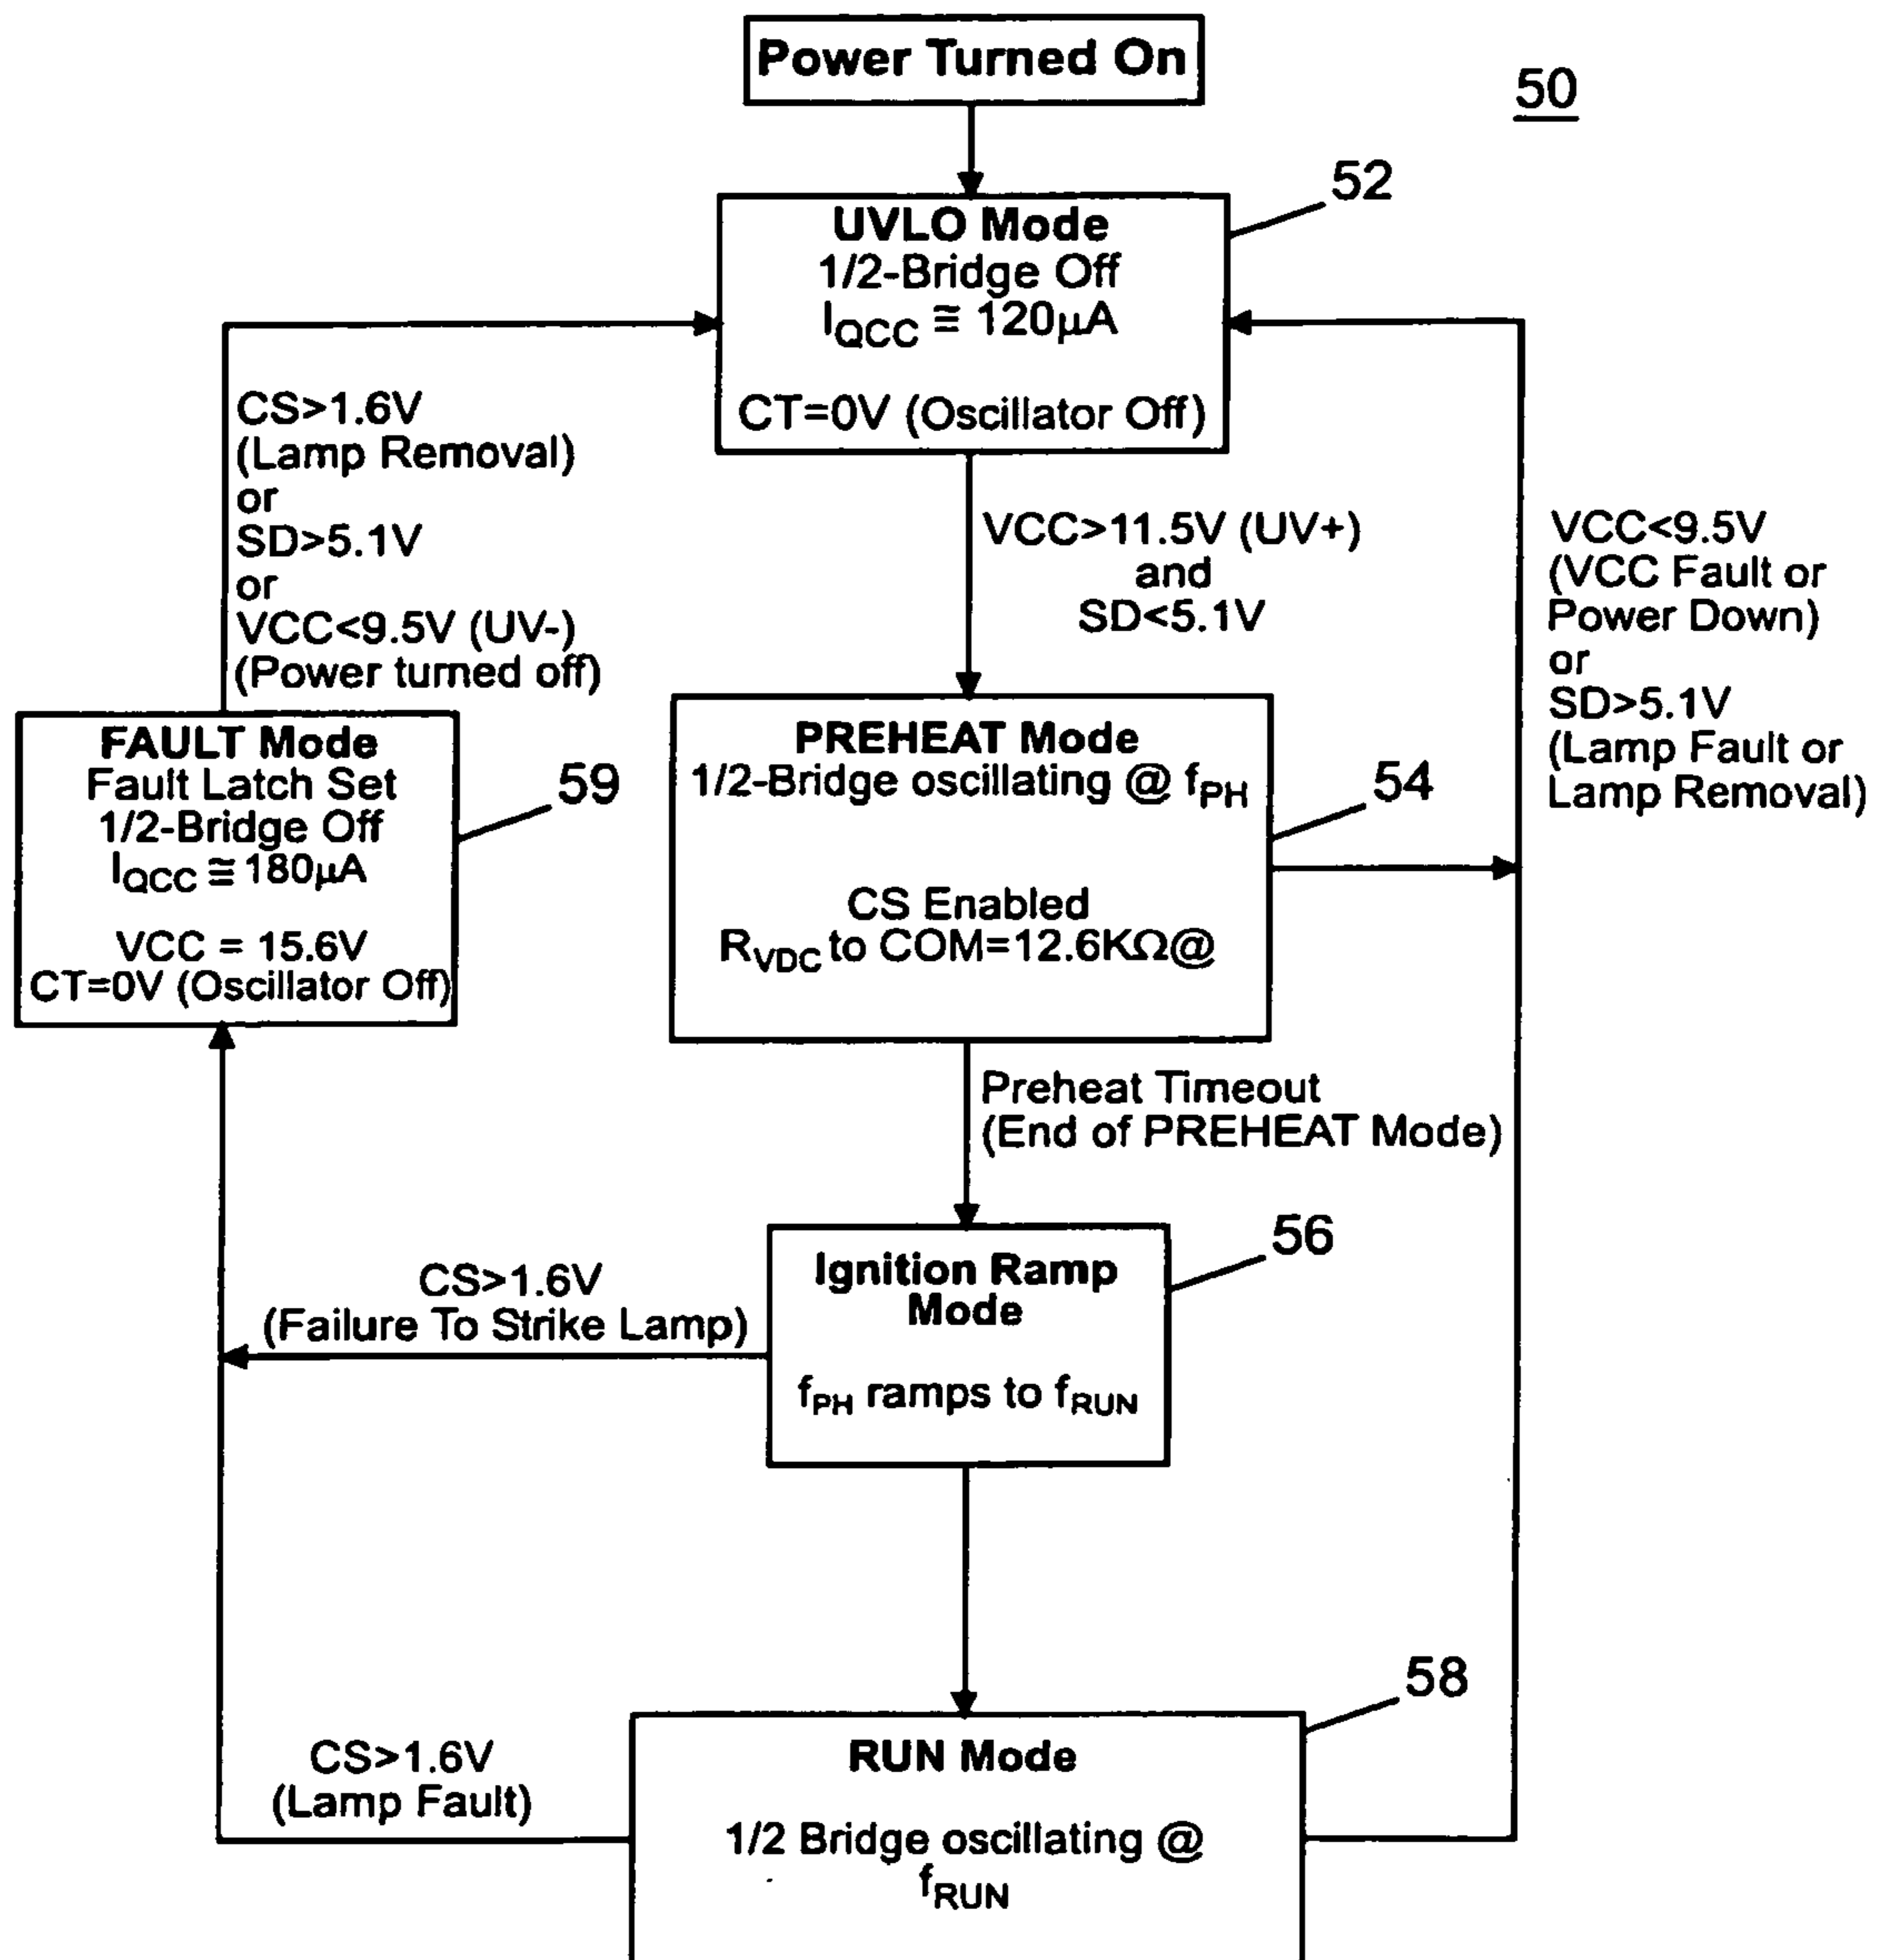 Power Turned On
50
52
UVLO Mode
1/2-Bridge Off
IQCC ≅ 120µA
CT=0V (Oscillator Off)
CS>1.6V
(Lamp Removal)
or
SD>5.1V
or
VCC<9.5V (UV-)
(Power turned off)
VCC>11.5V (UV+)
and
SD<5.1V
VCC<9.5V
(VCC Fault or
Power Down)
or
SD>5.1V
(Lamp Fault or
Lamp Removal)
FAULT Mode
Fault Latch Set
1/2-Bridge Off
IQCC ≅ 180µA
VCC = 15.6V
CT=0V (Oscillator Off)
59
PREHEAT Mode
1/2-Bridge oscillating @ fPH
CS Enabled
RVDC to COM=12.6KΩ@
54
Preheat Timeout
(End of PREHEAT Mode)
56
Ignition Ramp
Mode
fPH ramps to fRUN
CS>1.6V
(Failure To Strike Lamp)
58
RUN Mode
1/2 Bridge oscillating @
fRUN
CS>1.6V
(Lamp Fault)